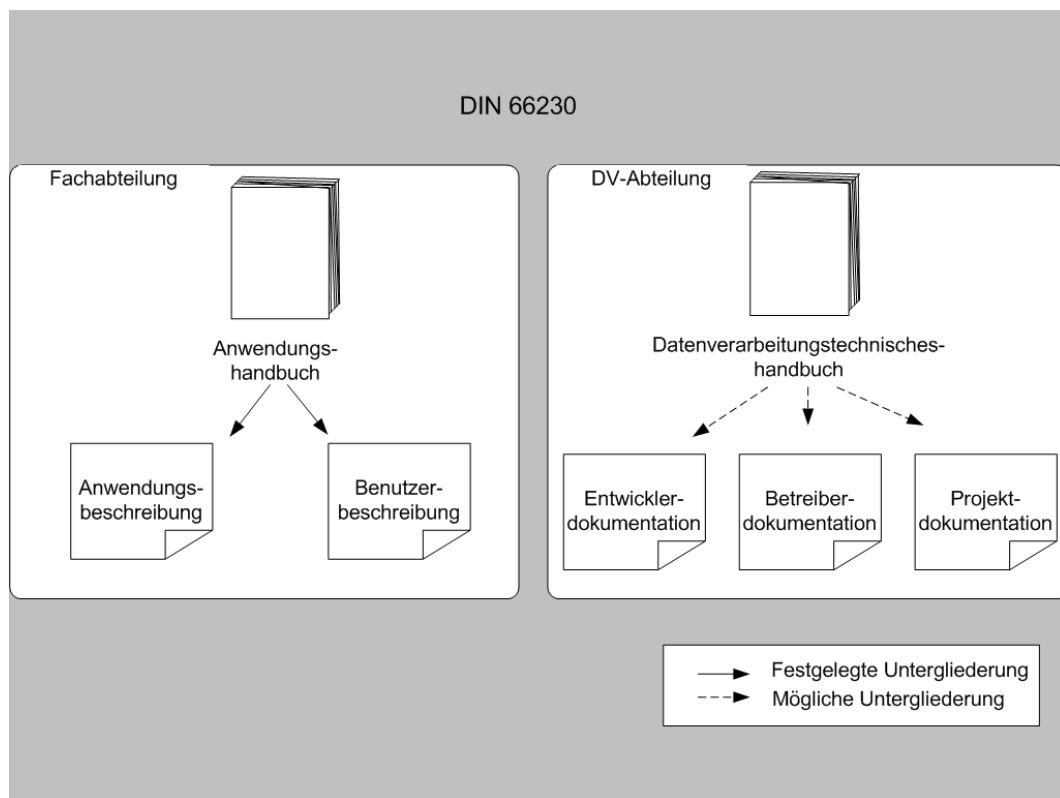 DIN 66230
Fachabteilung
Anwendungs-
handbuch
Anwendungs-
beschreibung
Benutzer-
beschreibung
DV-Abteilung
Datenverarbeitungstechnisches-
handbuch
Entwickler-
dokumentation
Betreiber-
dokumentation
Projekt-
dokumentation
Festgelegte Untergliederung
Mögliche Untergliederung